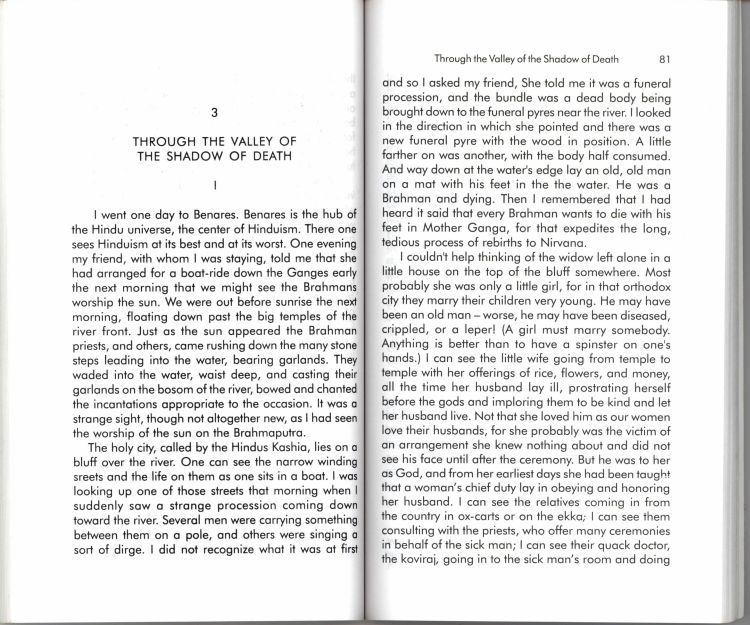 3
THROUGH THE VALLEY OF
THE SHADOW OF DEATH
I
I went one day to Benares. Benares is the hub of
the Hindu universe, the center of Hinduism. There one
sees Hinduism at its best and at its worst. One evening
my friend, with whom I was staying, told me that she
had arranged for a boat-ride down the Ganges early
the next morning that we might see the Brahmans
worship the sun. We were out before sunrise the next
morning, floating down past the big temples of the
river front. Just as the sun appeared the Brahman
priests, and others, came rushing down the many stone
steps leading into the water, bearing garlands. They
waded into the water, waist deep, and casting their
garlands on the bosom of the river, bowed and chanted
the incantations appropriate to the occasion. It was a
strange sight, though not altogether new, as I had seen
the worship of the sun on the Brahmaputra.
The holy city, called by the Hindus Kashia, lies on a
bluff over the river. One can see the narrow winding
sreets and the life on them as one sits in a boat. I was
looking up one of those streets that morning when I
suddenly saw a strange procession coming down
toward the river. Several men were carrying something
between them on a pole, and others were singing a
sort of dirge. I did not recognize what it was at first
Through the Valley of the Shadow of Death 81
and so I asked my friend, She told me it was a funeral
procession, and the bundle was a dead body being
brought down to the funeral pyres near the river. I looked
in the direction in which she pointed and there was a
new funeral pyre with the wood in position. A little
farther on was another, with the body half consumed.
And way down at the water's edge lay an old, old man
on a mat with his feet in the the water. He was a
Brahman and dying. Then I remembered that I had
heard it said that every Brahman wants to die with his
feet in Mother Ganga, for that expedites the long,
tedious process of rebirths to Nirvana.
I couldn't help thinking of the widow left alone in a
little house on the top of the bluff somewhere. Most
probably she was only a little girl, for in that orthodox
city they marry their children very young. He may have
been an old man – worse, he may have been diseased,
crippled, or a leper! (A girl must marry somebody.
Anything is better than to have a spinster on one's
hands.) I can see the little wife going from temple to
temple with her offerings of rice, flowers, and money,
all the time her husband lay ill, prostrating herself
before the gods and imploring them to be kind and let
her husband live. Not that she loved him as our women
love their husbands, for she probably was the victim of
an arrangement she knew nothing about and did not
see his face until after the ceremony. But he was to her
as God, and from her earliest days she had been taught
that a woman's chief duty lay in obeying and honoring
her husband. I can see the relatives coming in from
the country in ox-carts or on the ekka; I can see them
consulting with the priests, who offer many ceremonies
in behalf of the sick man; I can see their quack doctor,
the koviraj, going in to the sick man's room and doing